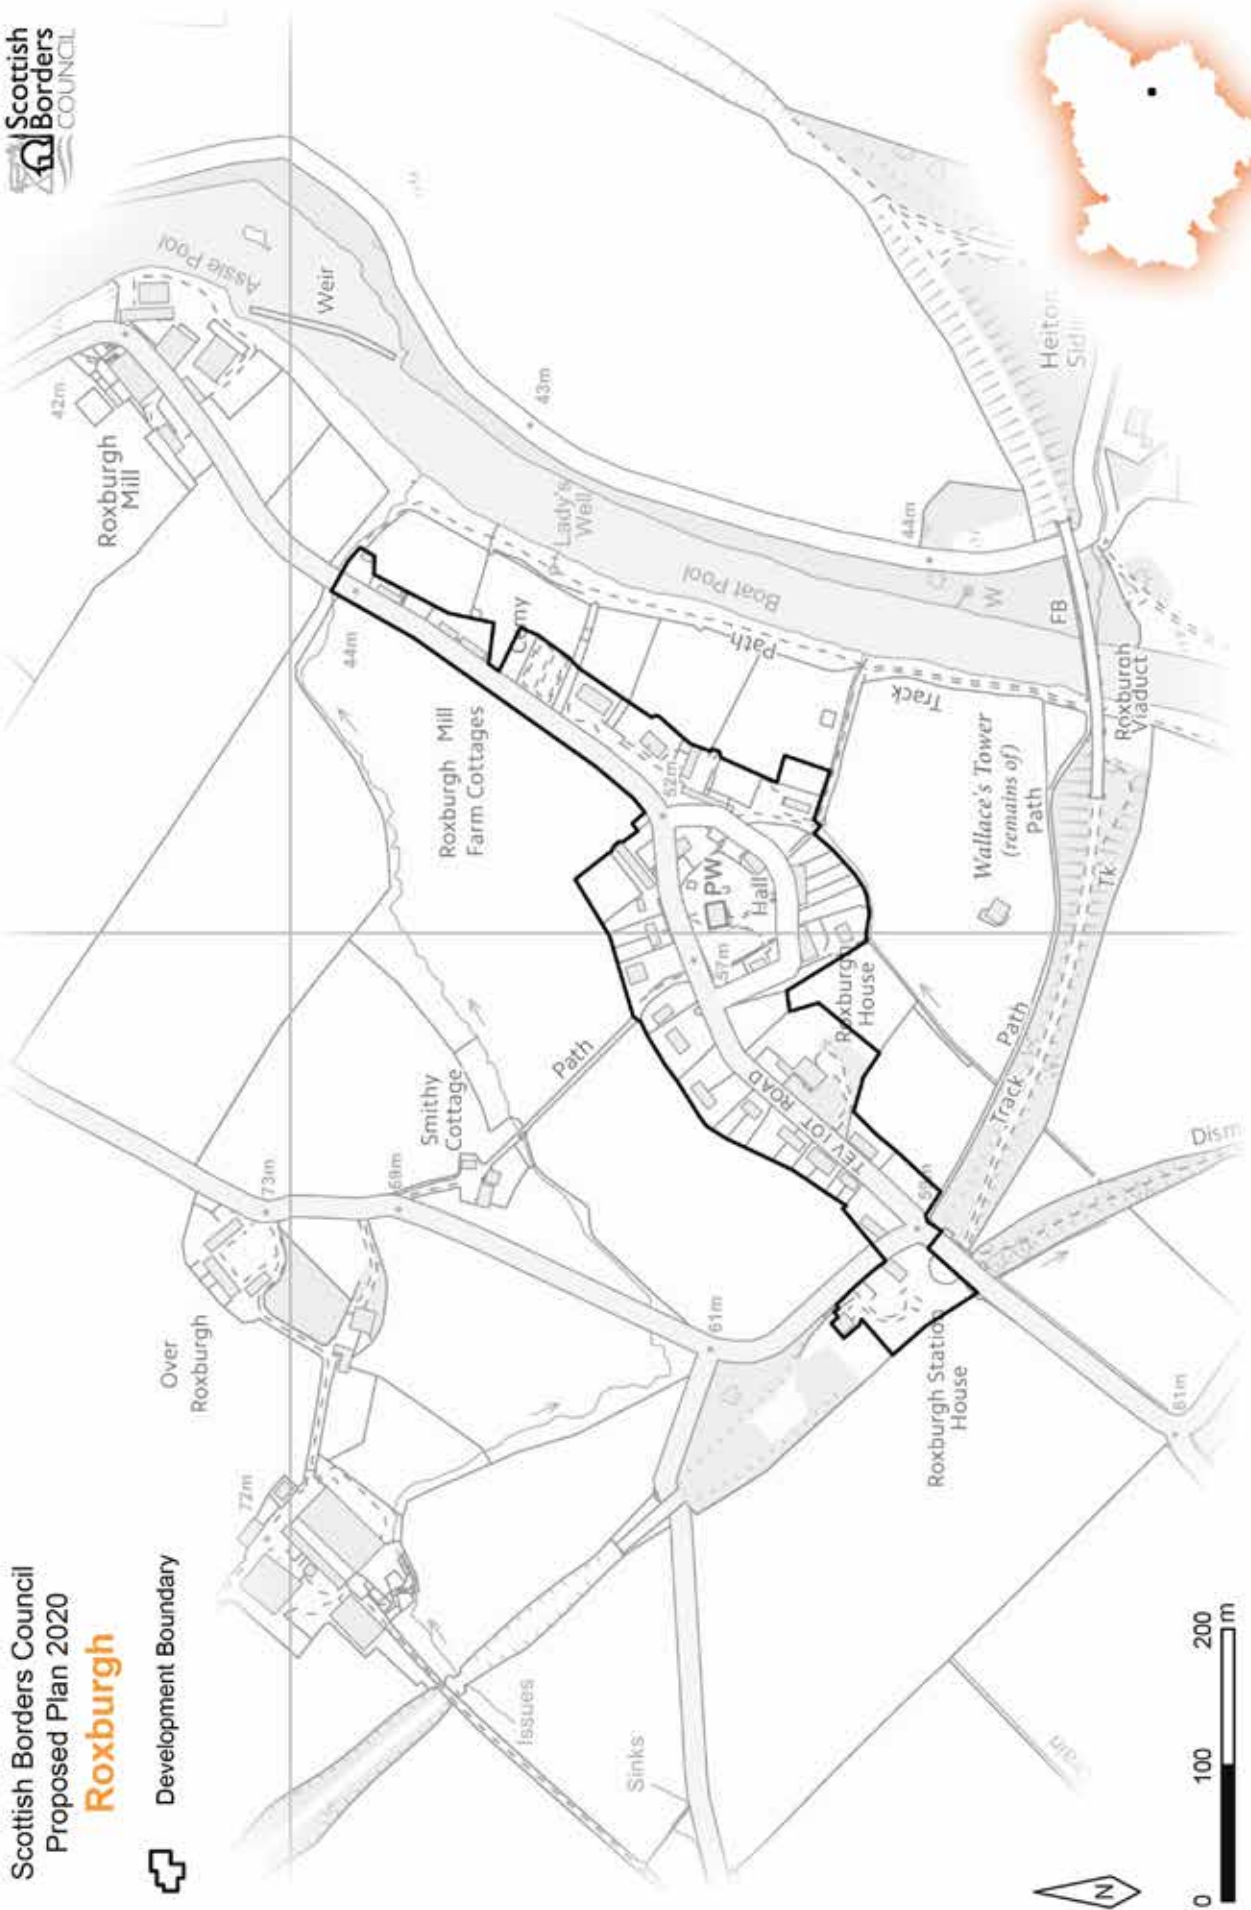 Scottish Borders Council
Proposed Plan 2020
Roxburgh
Development Boundary
Scottish
Borders
COUNCIL
Over
Roxburgh
72m
73m
69m
Smithy
Cottage
Path
Issues
Sinks
61m
Roxburgh
Mill
42m
Assie Pool
Weir
43m
44m
Roxburgh Mill
Farm Cottages
Lady's
Well
Boat Pool
Path
Track
44m
W
FB
Heiton
52m
PW
Hall
57m
Roxburgh
House
TEVIOT ROAD
59m
Wallace's Tower
(remains of)
Path
Roxburgh
Viaduct
Tk
Path
Track
Roxburgh Station
House
61m
N
0 100 200
m